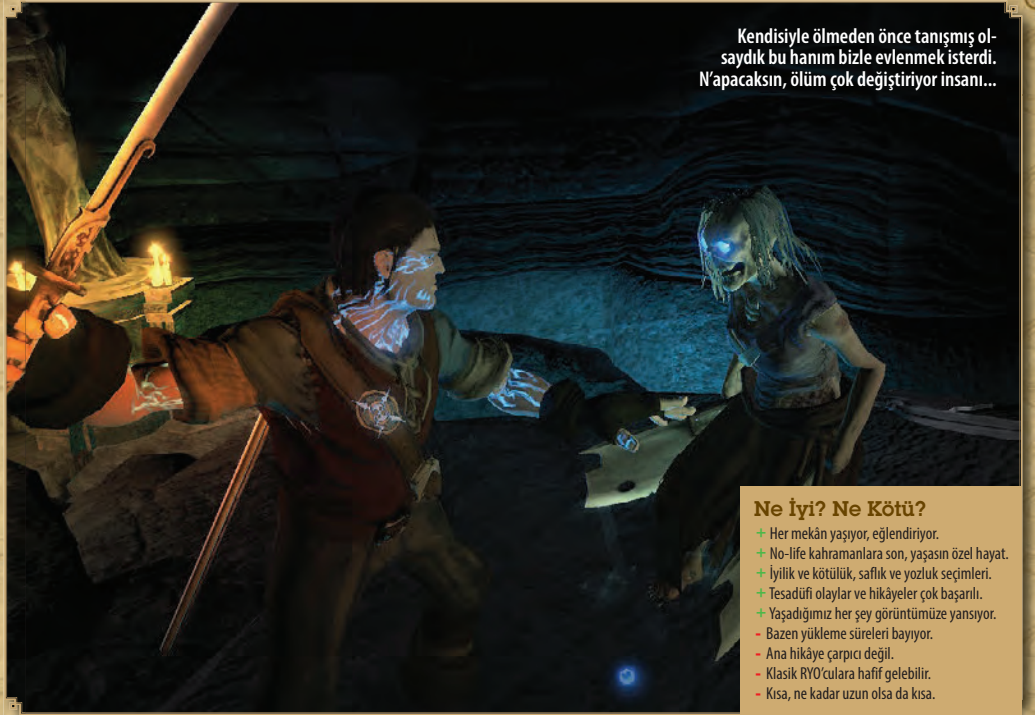 Kendisiyle ölmeden önce tanışmış ol-
saydık bu hanım bizle evlenmek isterdi.
N’apacaksın, ölüm çok değiştiriyor insanı...
Ne İyi? Ne Kötü?
+ Her mekân yaşıyor, eğlendiriyor.
+ No-life kahramanlara son, yaşasın özel hayat.
+ İyilik ve kötülük, saflık ve yozluk seçimleri.
+ Tesadüfi olaylar ve hikâyeler çok başarılı.
+ Yaşadığımız her şey görüntümüze yansıyor.
- Bazen yükleme süreleri bayıyor.
- Ana hikâye çarpıcı değil.
- Klasik RYO’culara hafif gelebilir.
- Kısa, ne kadar uzun olsa da kısa.